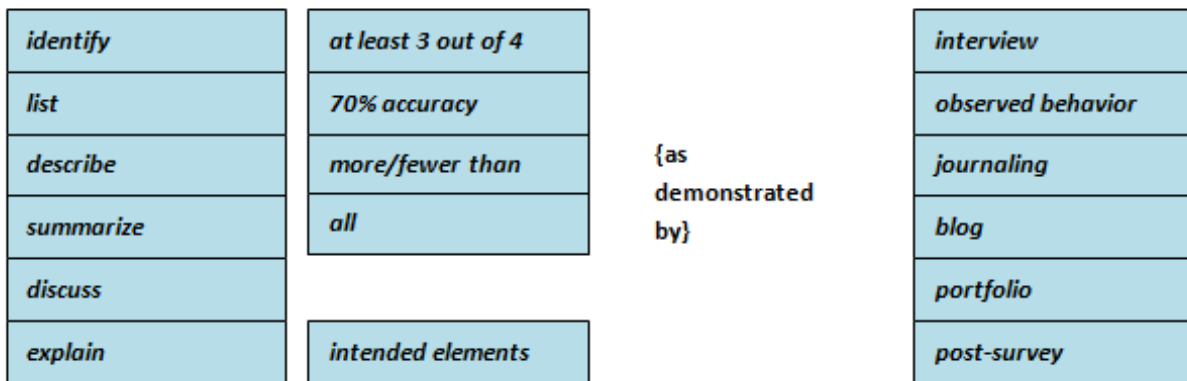 identify
list
describe
summarize
discuss
explain
at least 3 out of 4
70% accuracy
more/fewer than
all
intended elements
{as
demonstrated
by}
interview
observed behavior
journaling
blog
portfolio
post-survey